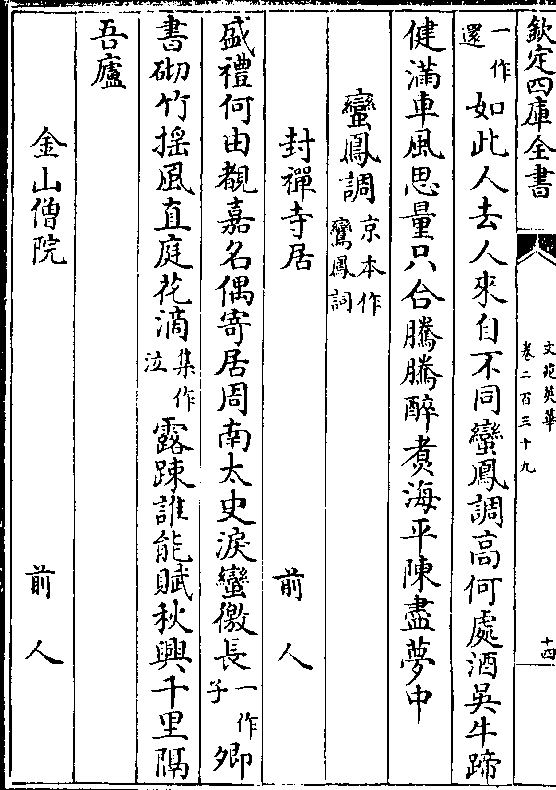 欽定四庫全書
文苑英華
卷二百三十九
十四
一作還如此人去人來自不同蠻鳳調高何處酒吳牛蹄
健滿車風思量只合騰騰醉煑海平陳盡夢中
蠻鳳調京本作鸞鳳詞
封禪寺居
前人
盛禮何由覩嘉名偶寄居周南太史淚蠻徼長一作子卿
書砌竹揺風直庭花滴集作泣露踈誰能賦秋興千里隔
吾廬
金山僧院
前人